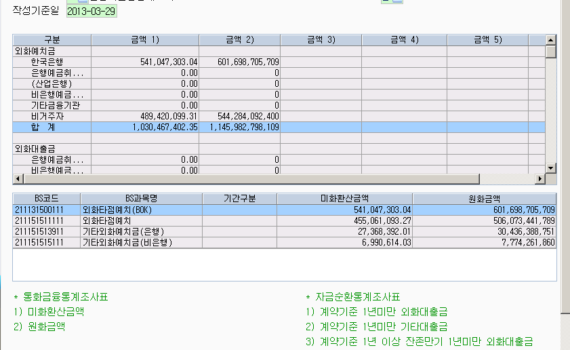 작성기준일 2013-03-29
구분 금액 1) 금액 2) 금액 3) 금액 4) 금액 5)
외화예치금
한국은행 541,047,303.04 601,698,705,709
은행예금취... 0.00 0
(산업은행) 0.00 0
비은행예금... 0.00 0
기타금융기관 0.00 0
비거주자 489,420,099.31 544,284,092,400
합 계 1,030,467,402.35 1,145,982,798,109
외화대출금
은행예금취... 0.00 0
비은행예금... 0.00 0
BS코드 BS과목명 기간구분 미화환산금액 원화금액
211131500111 외화타점예치(BOK) 541,047,303.04 601,698,705,709
211151511111 외화타점예치 455,061,093.27 506,073,441,789
211151513911 기타외화예치금(은행) 27,368,392.01 30,436,388,751
211151515111 기타외화예치금(비은행) 6,990,614.03 7,774,261,860
* 통화금융통계조사표
1) 미화환산금액
2) 원화금액
* 자금순환통계조사표
1) 계약기준 1년미만 외화대출금
2) 계약기준 1년미만 기타대출금
3) 계약기준 1년 이상 잔존만기 1년미만 외화대출금